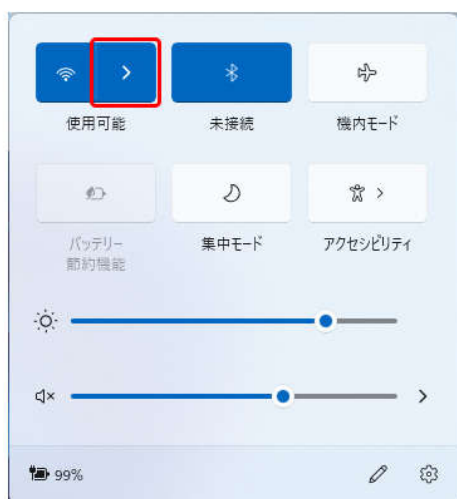 使用可能
未接続
機内モード
バッテリー
節約機能
集中モード
アクセシビリティ
99%